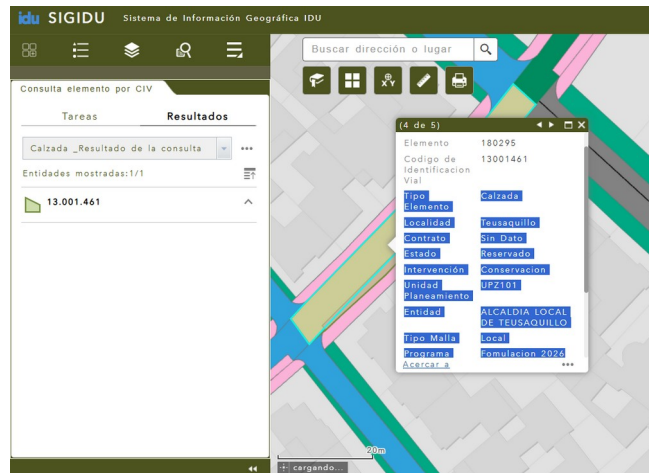 idu SIGIDU Sistema de Información Geográfica IDU
Buscar dirección o lugar
Consulta elemento por CIV
Tareas Resultados
Calzada _Resultado de la consulta
Entidades mostradas:1/1
13.001.461
(4 de 5)
Elemento 180295
Codigo de Identificacion Vial 13001461
Tipo Elemento Calzada
Localidad Teusaquillo
Contrato Sin Dato
Estado Reservado
Intervención Conservacion
Unidad Planeamiento UPZ101
Entidad ALCALDIA LOCAL DE TEUSAQUILLO
Tipo Malla Local
Programa Fomulacion 2026
Acercar a
20m
cargando...